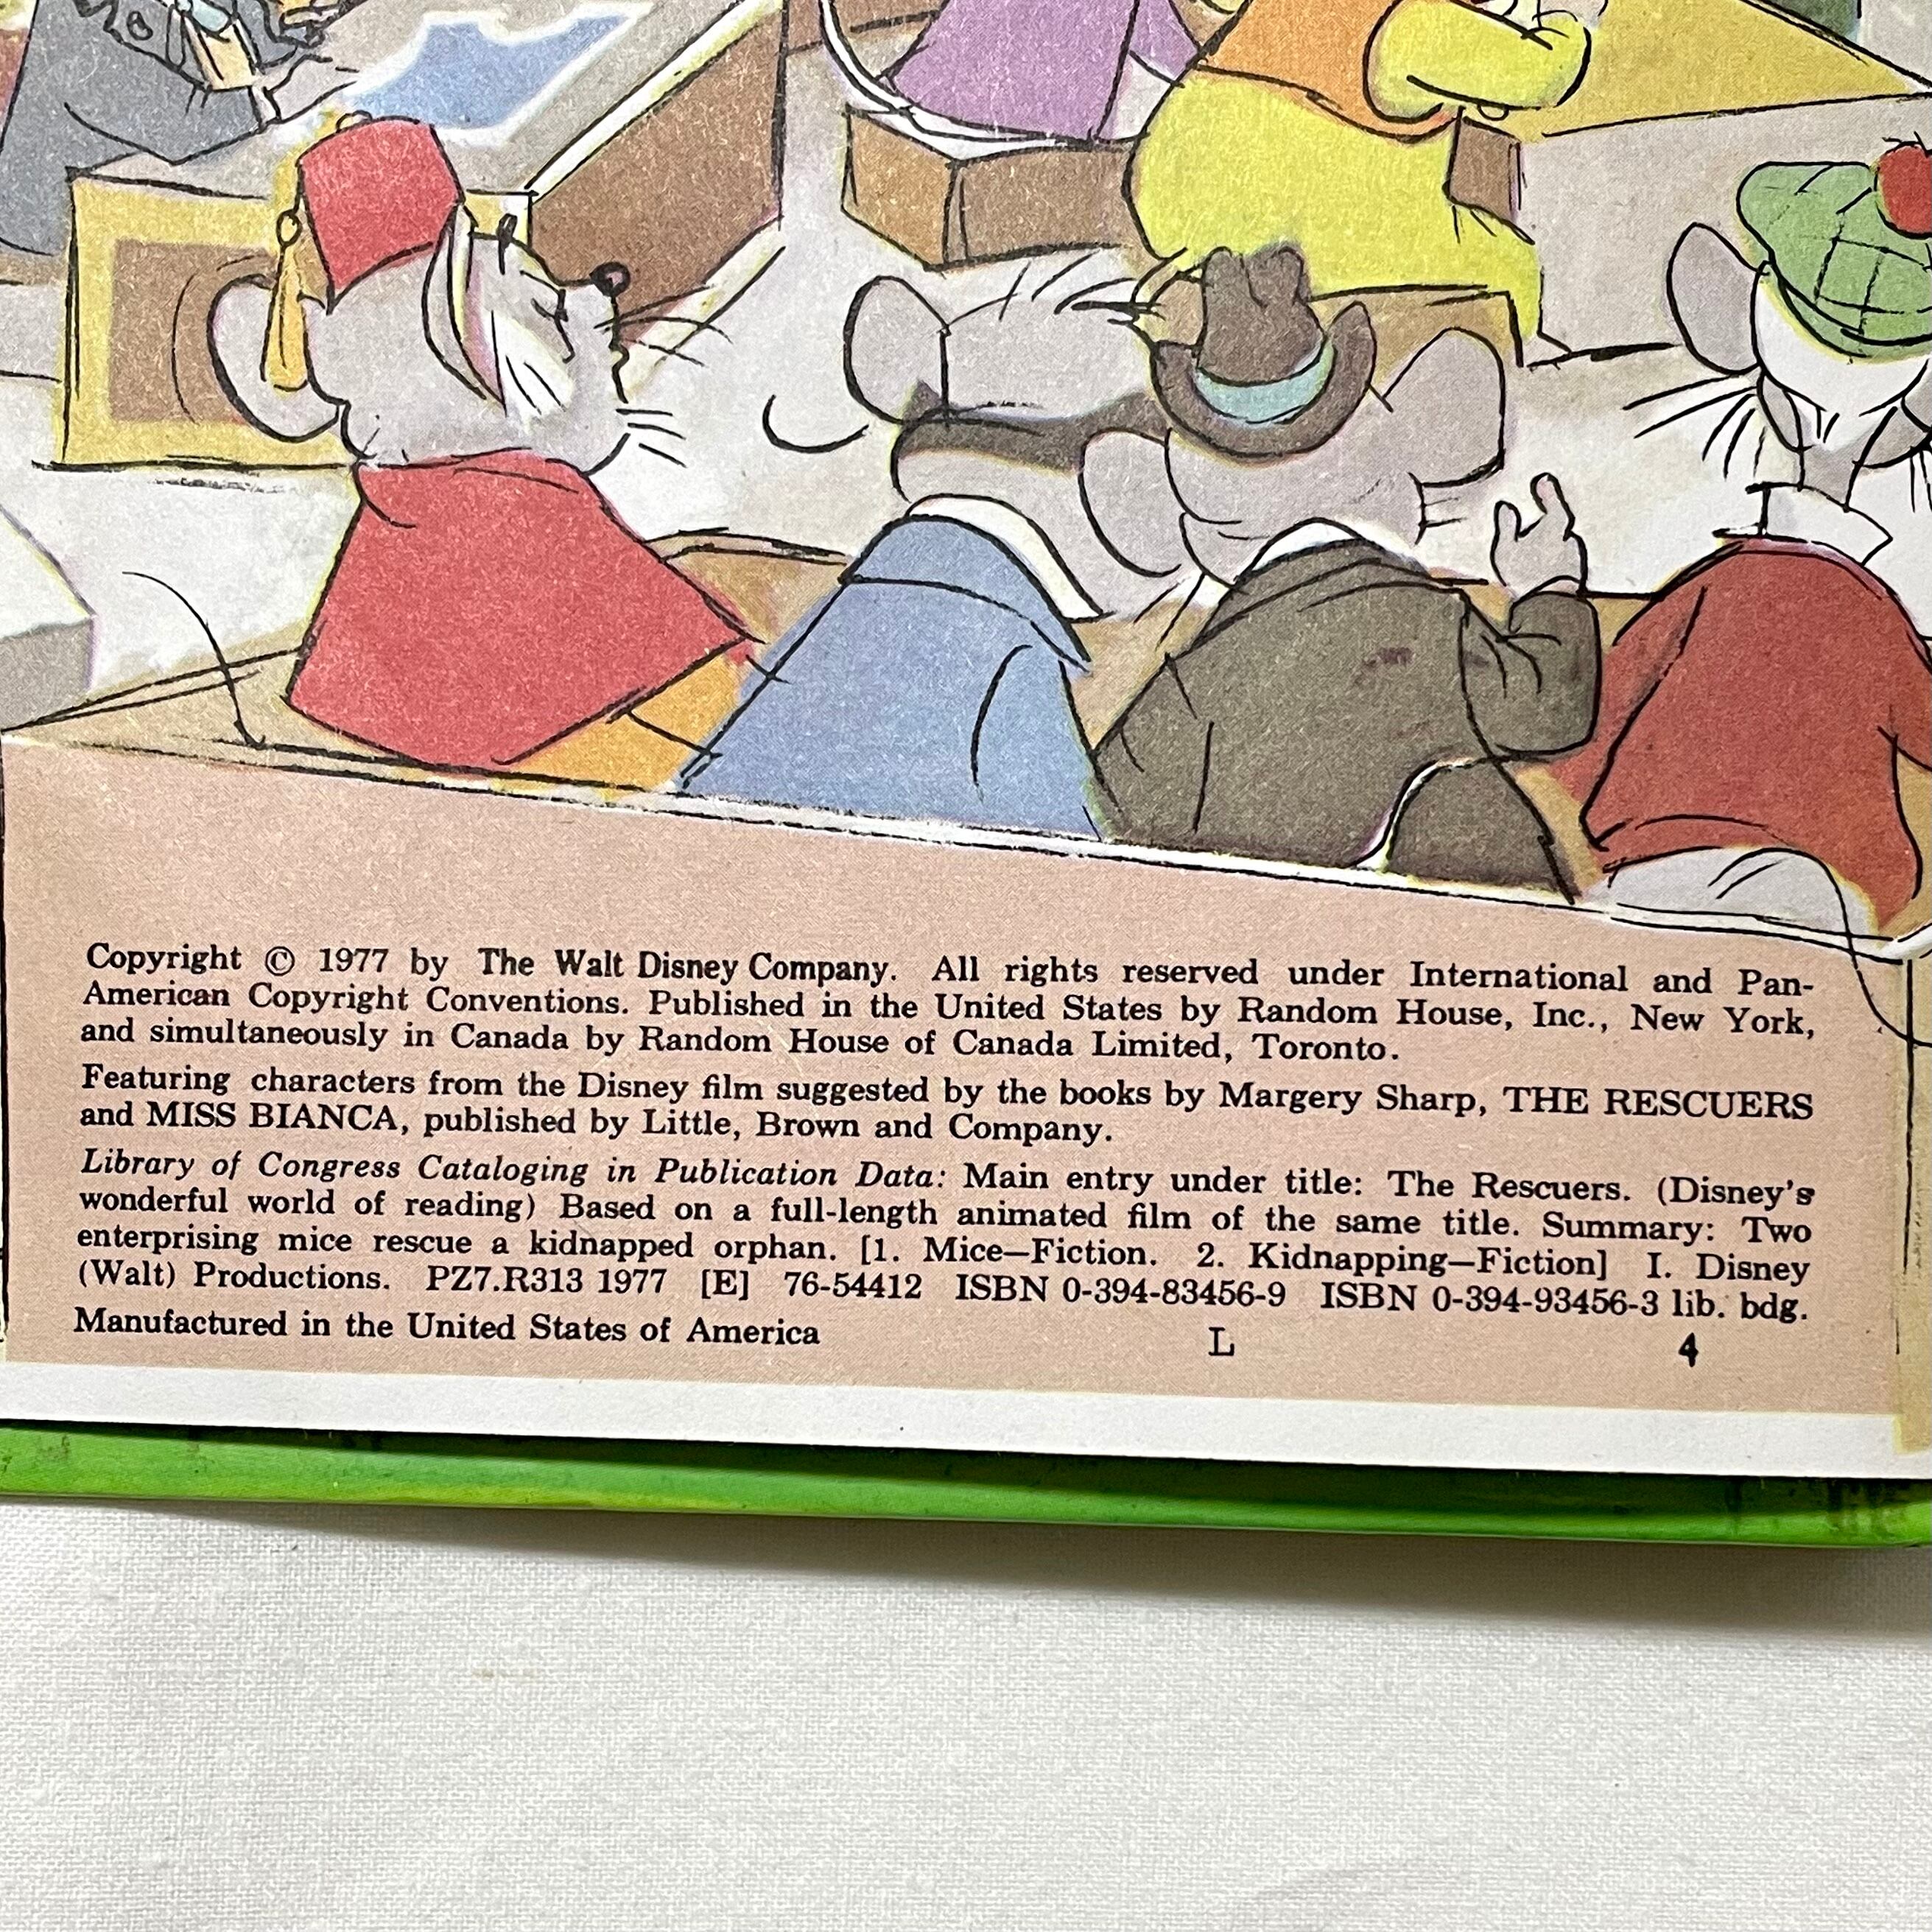 Copyright © 1977 by The Walt Disney Company. All rights reserved under International and Pan-
American Copyright Conventions. Published in the United States by Random House, Inc., New York,
and simultaneously in Canada by Random House of Canada Limited, Toronto.
Featuring characters from the Disney film suggested by the books by Margery Sharp, THE RESCUERS
and MISS BIANCA, published by Little, Brown and Company.
Library of Congress Cataloging in Publication Data: Main entry under title: The Rescuers. (Disney's
wonderful world of reading) Based on a full-length animated film of the same title. Summary: Two
enterprising mice rescue a kidnapped orphan. [1. Mice—Fiction. 2. Kidnapping—Fiction] I. Disney
(Walt) Productions. PZ7.R313 1977 [E] 76-54412 ISBN 0-394-83456-9 ISBN 0-394-93456-3 lib. bdg.
Manufactured in the United States of America L 4